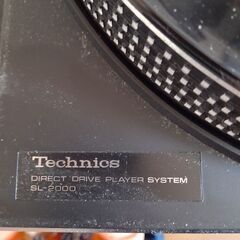 Technics
DIRECT DRIVE PLAYER SYSTEM
SL-2000